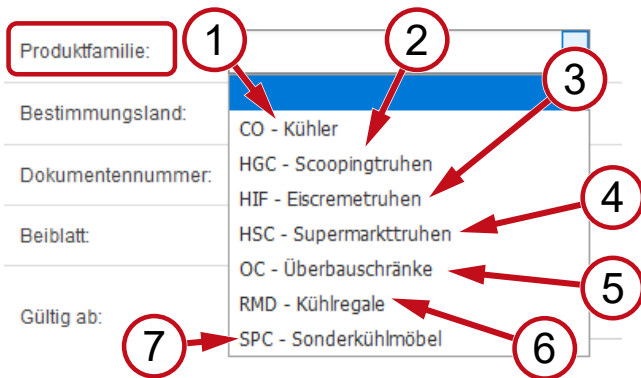 Produktfamilie:
1
2
3
Bestimmungsland:
CO - Kühler
HGC - Scoopingtruhen
Dokumentennummer:
HIF - Eiscremetruhen
4
Beiblatt:
HSC - Supermarkttruhen
OC - Überbauschränke
5
Gültig ab:
RMD - Kühlregale
7
SPC - Sonderkühlmöbel
6